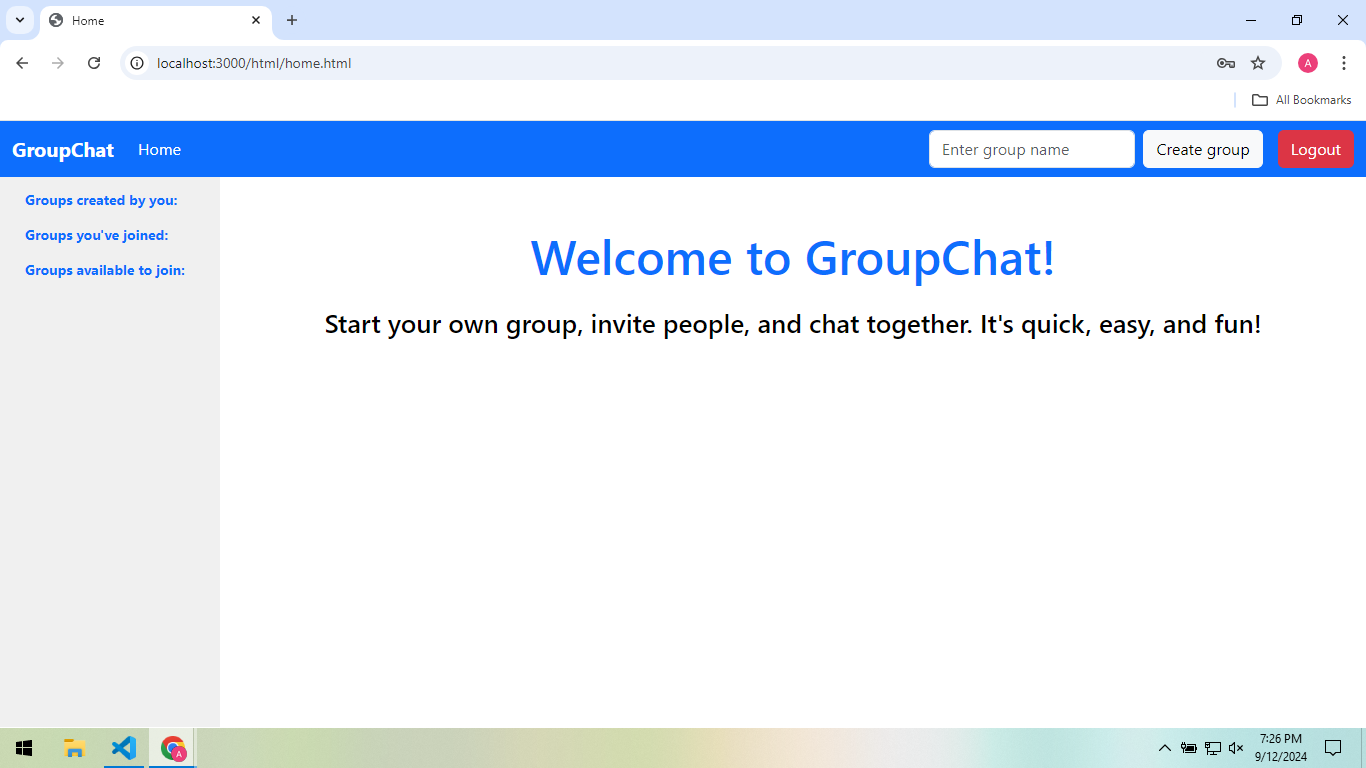 Home
localhost:3000/html/home.html
A
All Bookmarks
GroupChat Home Enter group name Create group Logout
Groups created by you:
Groups you've joined:
Groups available to join:
Welcome to GroupChat!
Start your own group, invite people, and chat together. It's quick, easy, and fun!
A
7:26 PM
9/12/2024